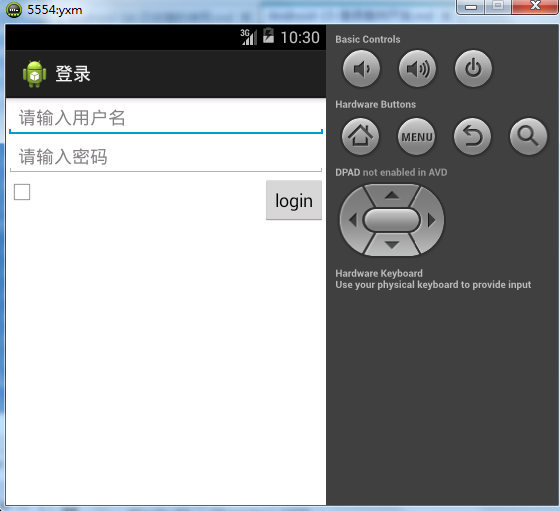 5554:yxm
3G 10:30
登录
请输入用户名
请输入密码
login
Basic Controls
Hardware Buttons
MENU
DPAD not enabled in AVD
Hardware Keyboard
Use your physical keyboard to provide input